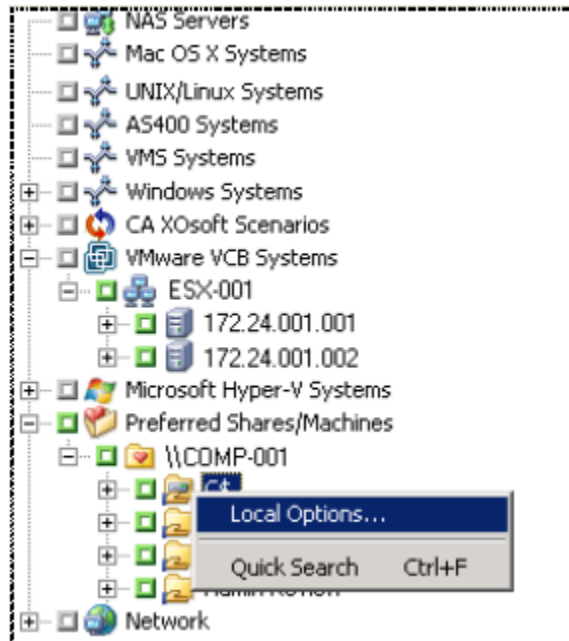 NAS Servers
Mac OS X Systems
UNIX/Linux Systems
AS400 Systems
VMS Systems
Windows Systems
CA XOsoft Scenarios
VMware VCB Systems
ESX-001
172.24.001.001
172.24.001.002
Microsoft Hyper-V Systems
Preferred Shares/Machines
\\COMP-001
C$
Local Options...
Quick Search Ctrl+F
Network